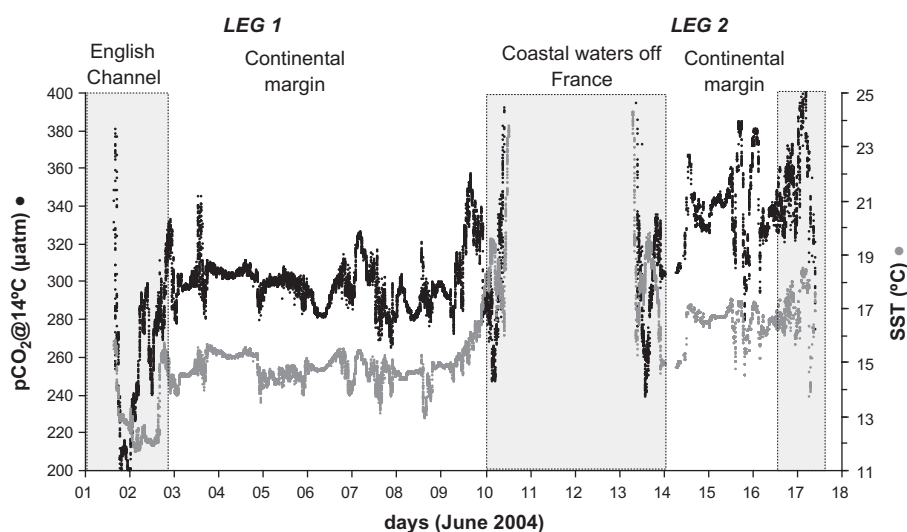 LEG 1
LEG 2
English
Channel
Continental
margin
Coastal waters off
France
Continental
margin
400
380
360
340
320
300
280
260
240
220
200
pCO₂@14ºC (µatm) ●
25
23
21
19
17
15
13
11
SST (ºC) ●
01 02 03 04 05 06 07 08 09 10 11 12 13 14 15 16 17 18
days (June 2004)